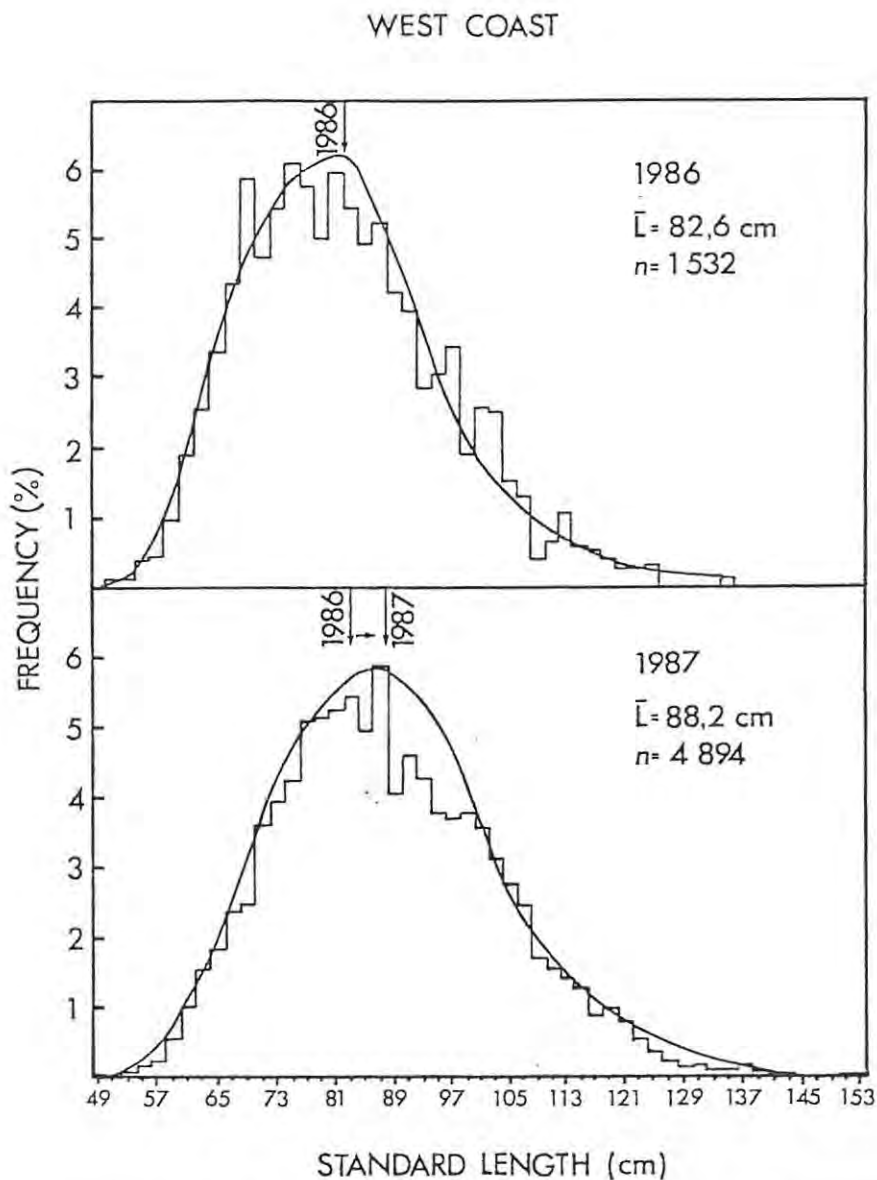 WEST COAST
FREQUENCY (%)
6
5
4
3
2
1
1986
1986
L̄= 82,6 cm
n= 1 532
6
5
4
3
2
1
1986
1987
1987
L̄= 88,2 cm
n= 4 894
49 57 65 73 81 89 97 105 113 121 129 137 145 153
STANDARD LENGTH (cm)